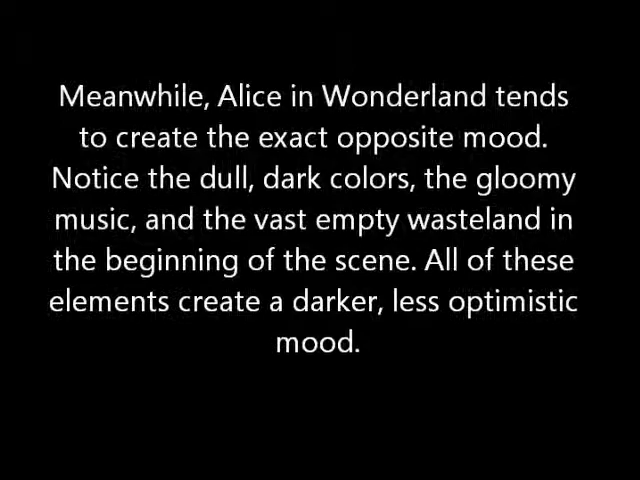 Meanwhile, Alice in Wonderland tends
to create the exact opposite mood.
Notice the dull, dark colors, the gloomy
music, and the vast empty wasteland in
the beginning of the scene. All of these
elements create a darker, less optimistic
mood.